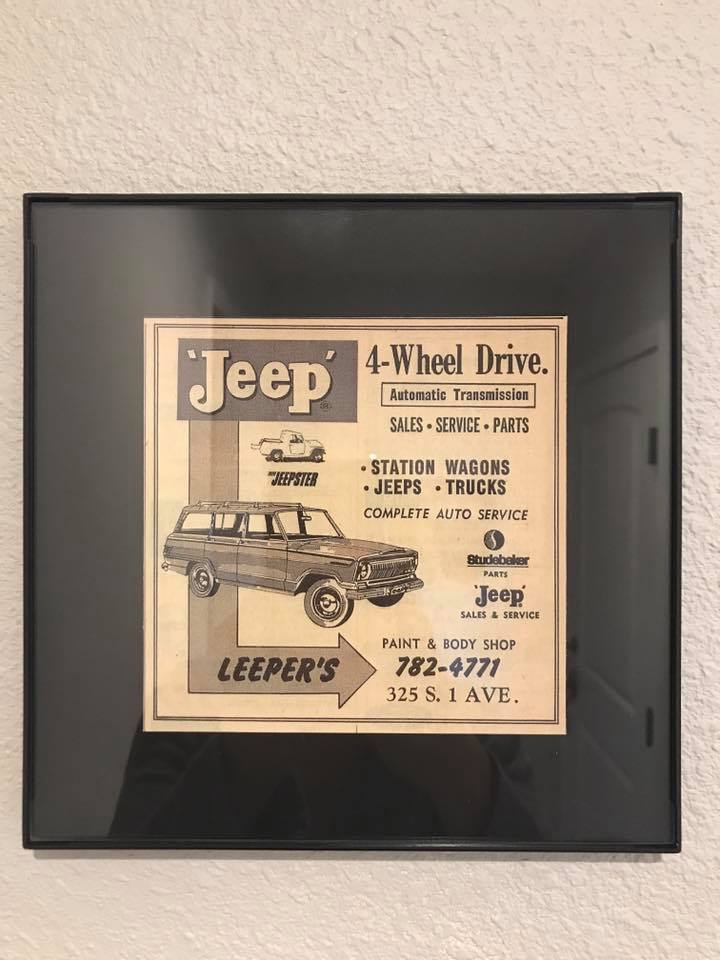 'Jeep'®
4-Wheel Drive.
Automatic Transmission
SALES • SERVICE • PARTS
JEEPSTER
• STATION WAGONS
• JEEPS • TRUCKS
COMPLETE AUTO SERVICE
S
Studebaker
PARTS
'Jeep'
SALES & SERVICE
PAINT & BODY SHOP
LEEPER'S
782-4771
325 S. 1 AVE.